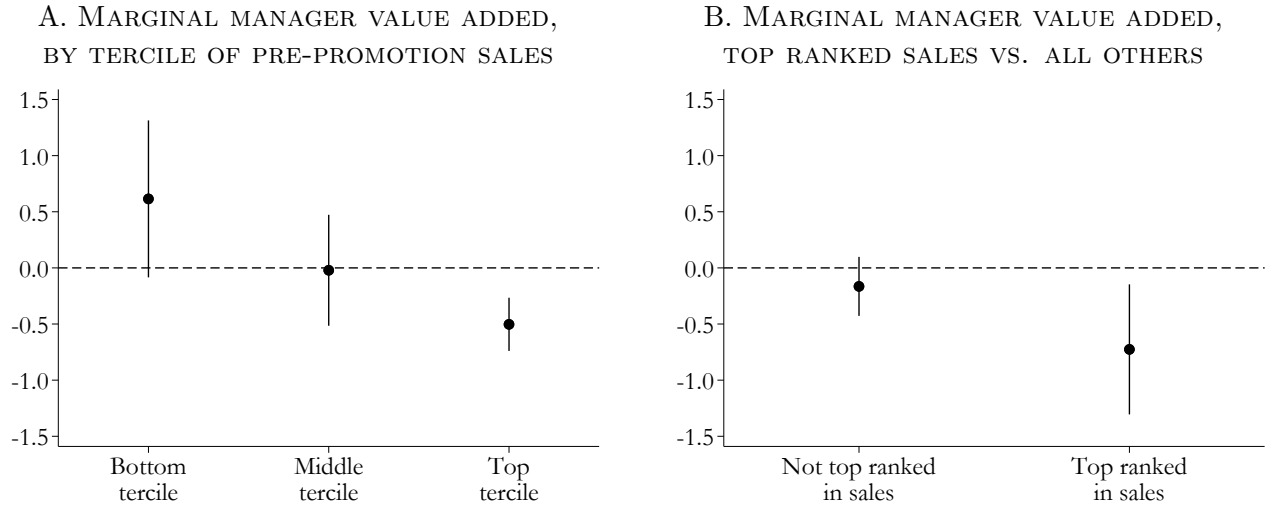 A. Marginal manager value added,
by tercile of pre-promotion sales
1.5
1.0
0.5
0.0
-0.5
-1.0
-1.5
Bottom
tercile
Middle
tercile
Top
tercile
B. Marginal manager value added,
top ranked sales vs. all others
1.5
1.0
0.5
0.0
-0.5
-1.0
-1.5
Not top ranked
in sales
Top ranked
in sales